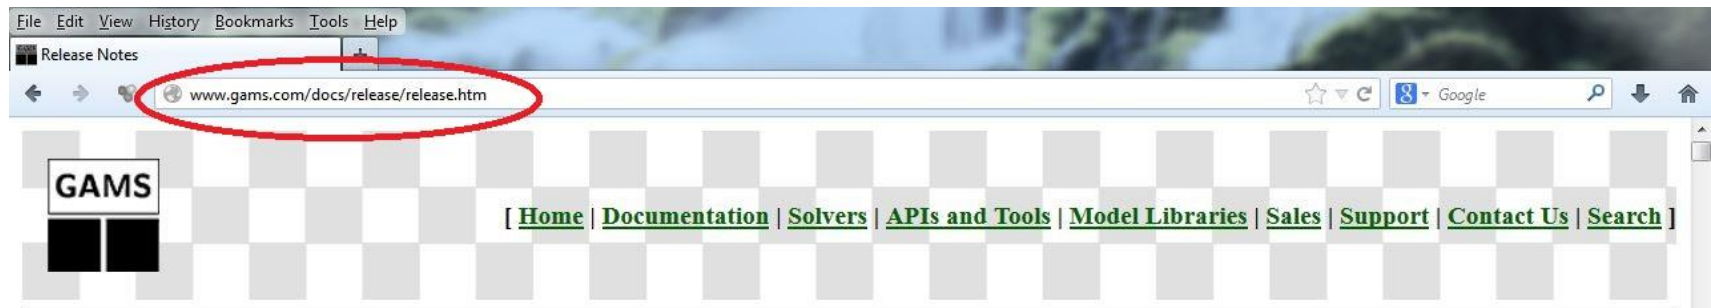 File Edit View History Bookmarks Tools Help
Release Notes
www.gams.com/docs/release/release.htm
8 Google
GAMS
[ Home | Documentation | Solvers | APIs and Tools | Model Libraries | Sales | Support | Contact Us | Search ]